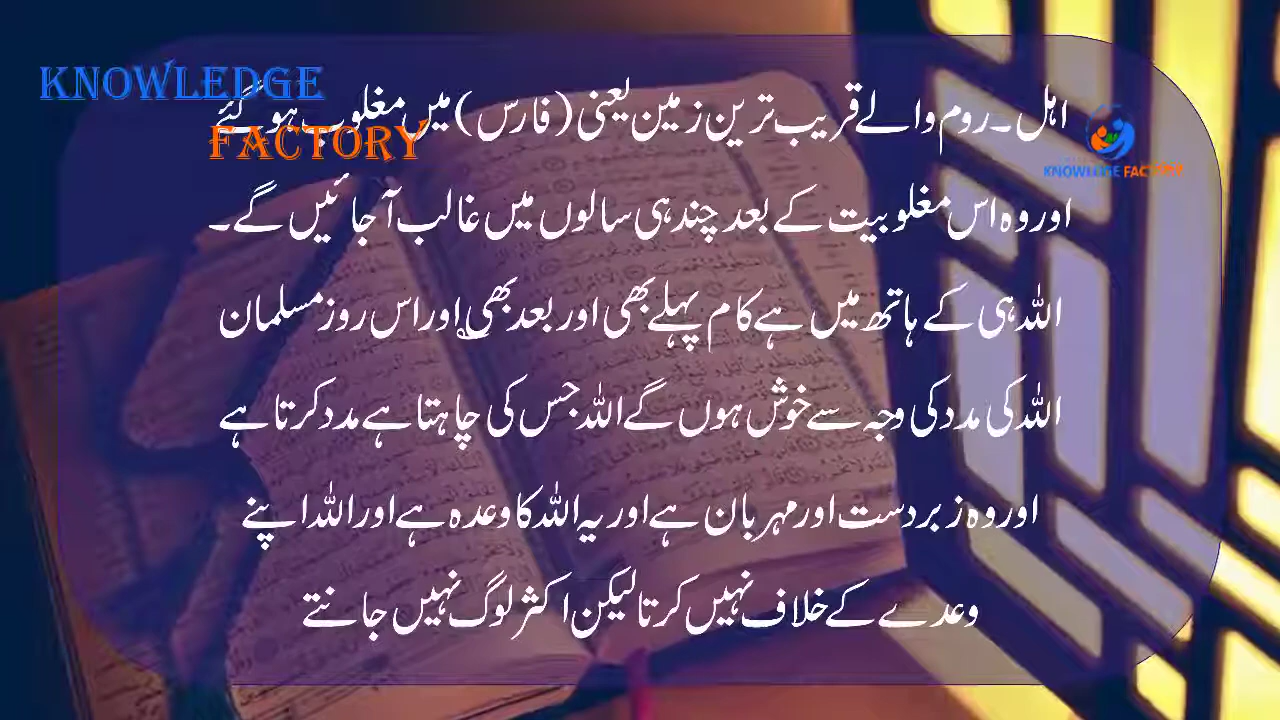 KNOWLEDGE
FACTORY
KNOWLEDGE FACTORY
اہل۔روم والے قریب ترین زمین یعنی (فارس) میں مغلوب ہو گئے
اور وہ اس مغلوبیت کے بعد چند ہی سالوں میں غالب آ جائیں گے۔
اللہ ہی کے ہاتھ میں ہے کام پہلے بھی اور بعد بھی اور اس روز مسلمان
اللہ کی مدد کی وجہ سے خوش ہوں گے اللہ جس کی چاہتا ہے مدد کرتا ہے
اور وہ زبردست اور مہربان ہے اور یہ اللہ کا وعدہ ہے اور اللہ اپنے
وعدے کے خلاف نہیں کرتا لیکن اکثر لوگ نہیں جانتے